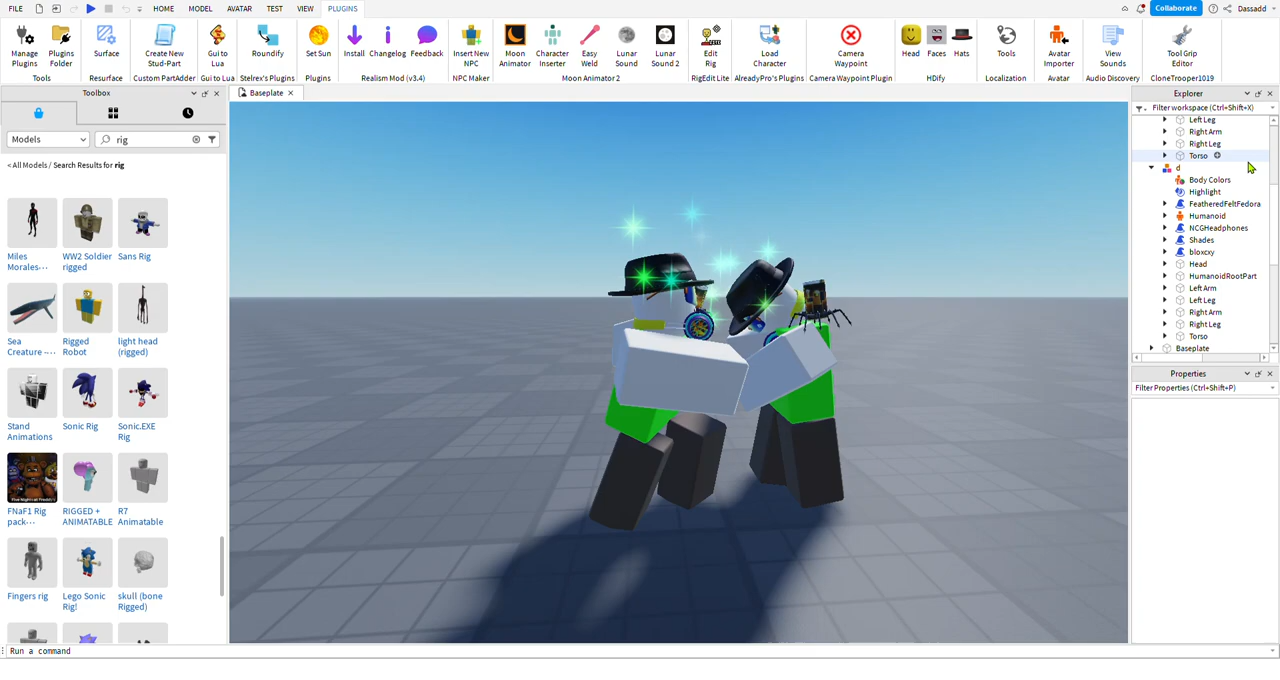 FILE HOME MODEL AVATAR TEST VIEW PLUGINS Collaborate Dassadd
Manage Plugins
Plugins Folder
Tools
Surface
Resurface
Create New Stud-Part
Custom PartAdder
Gui to Lua
Gui to Lua
Roundify
Stelrex's Plugins
Set Sun
Plugins
Install Changelog Feedback
Realism Mod (v3.4)
Insert New NPC
NPC Maker
Moon Animator
Character Inserter
Easy Weld
Lunar Sound
Lunar Sound 2
Moon Animator 2
Edit Rig
RigEdit Lite
Load Character
AlreadyPro's Plugins
Camera Waypoint
Camera Waypoint Plugin
Head Faces Hats
HDify
Tools
Localization
Avatar Importer
Avatar
View Sounds
Audio Discovery
Tool Grip Editor
CloneTrooper1019
Toolbox
Models
rig
< All Models / Search Results for rig
Miles Morales···
WW2 Soldier rigged
Sans Rig
Sea Creature -···
Rigged Robot
light head (rigged)
Stand Animations
Sonic Rig
Sonic.EXE Rig
FNaF1 Rig pack···
RIGGED + ANIMATABLE
R7 Animatable
Fingers rig
Lego Sonic Rig!
skull (bone Rigged)
Baseplate
Explorer
Filter workspace (Ctrl+Shift+X)
Left Leg
Right Arm
Right Leg
Torso
d
Body Colors
Highlight
FeatheredFeltFedora
Humanoid
NCGHeadphones
Shades
bloxcxy
Head
HumanoidRootPart
Left Arm
Left Leg
Right Arm
Right Leg
Torso
Baseplate
Properties
Filter Properties (Ctrl+Shift+P)
Run a command